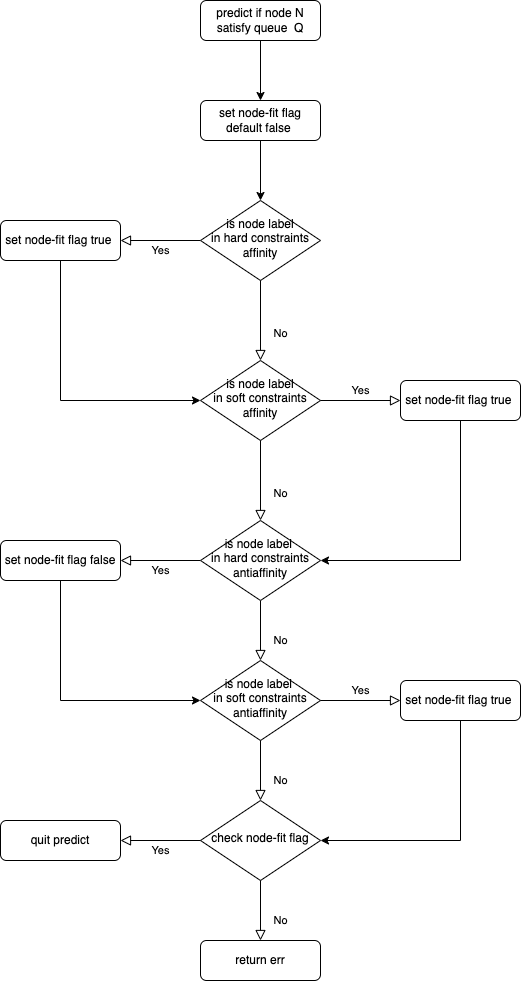 predict if node N
satisfy queue Q
set node-fit flag
default false
is node label
in hard constraints
affinity
Yes
set node-fit flag true
No
is node label
in soft constraints
affinity
Yes
set node-fit flag true
No
is node label
in hard constraints
antiaffinity
Yes
set node-fit flag false
No
is node label
in soft constraints
antiaffinity
Yes
set node-fit flag true
No
check node-fit flag
Yes
quit predict
No
return err